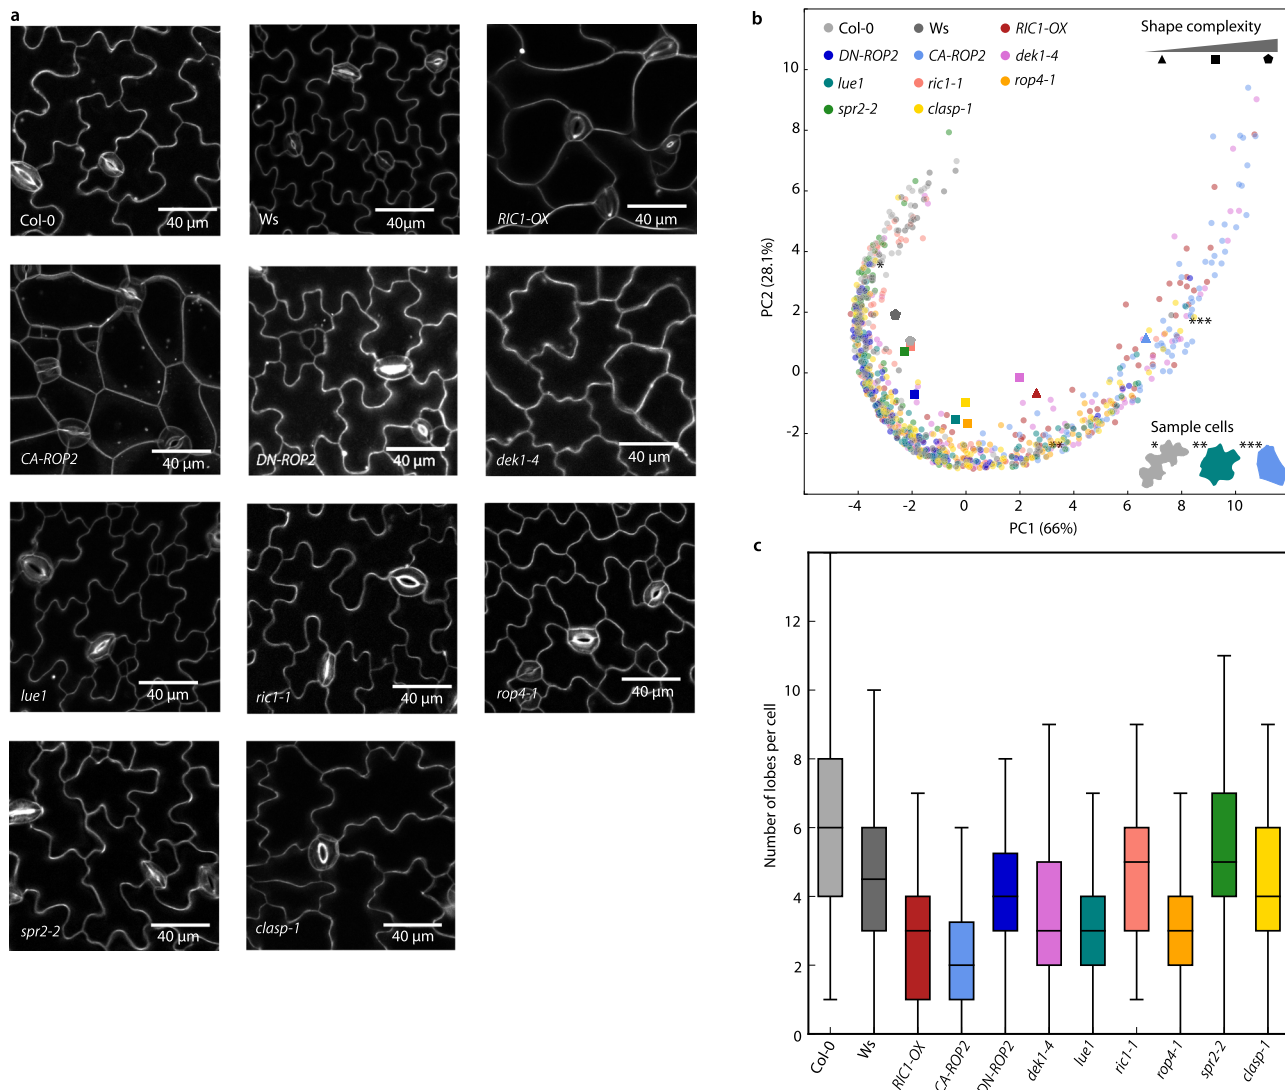 a
Col-0
40 µm
Ws
40µm
RIC1-OX
40 µm
CA-ROP2
40 µm
DN-ROP2
40 µm
dek1-4
40 µm
lue1
40 µm
ric1-1
40 µm
rop4-1
40 µm
spr2-2
40 µm
clasp-1
40 µm
b
Col-0
Ws
RIC1-OX
DN-ROP2
CA-ROP2
dek1-4
lue1
ric1-1
rop4-1
spr2-2
clasp-1
Shape complexity
10
8
6
4
2
0
-2
PC2 (28.1%)
*
***
**
Sample cells
* ** ***
-4 -2 0 2 4 6 8 10
PC1 (66%)
c
12
10
8
6
4
2
0
Number of lobes per cell
Col-0
Ws
RIC1-OX
CA-ROP2
DN-ROP2
dek1-4
lue1
ric1-1
rop4-1
spr2-2
clasp-1